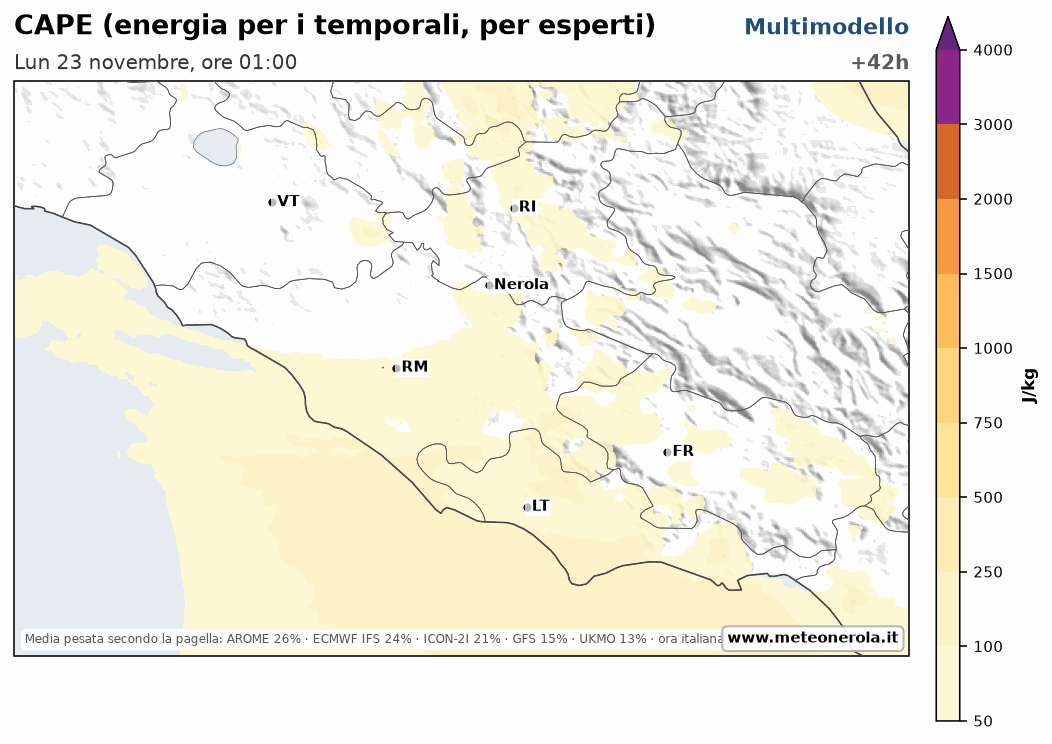 CAPE (energia per i temporali, per esperti)
Multimodello
Lun 23 novembre, ore 01:00
+42h
VT
RI
Nerola
RM
FR
LT
Media pesata secondo la pagella: AROME 26% · ECMWF IFS 24% · ICON-2I 21% · GFS 15% · UKMO 13% · ora italiana
www.meteonerola.it
4000
3000
2000
1500
1000
750
500
250
100
50
J/kg